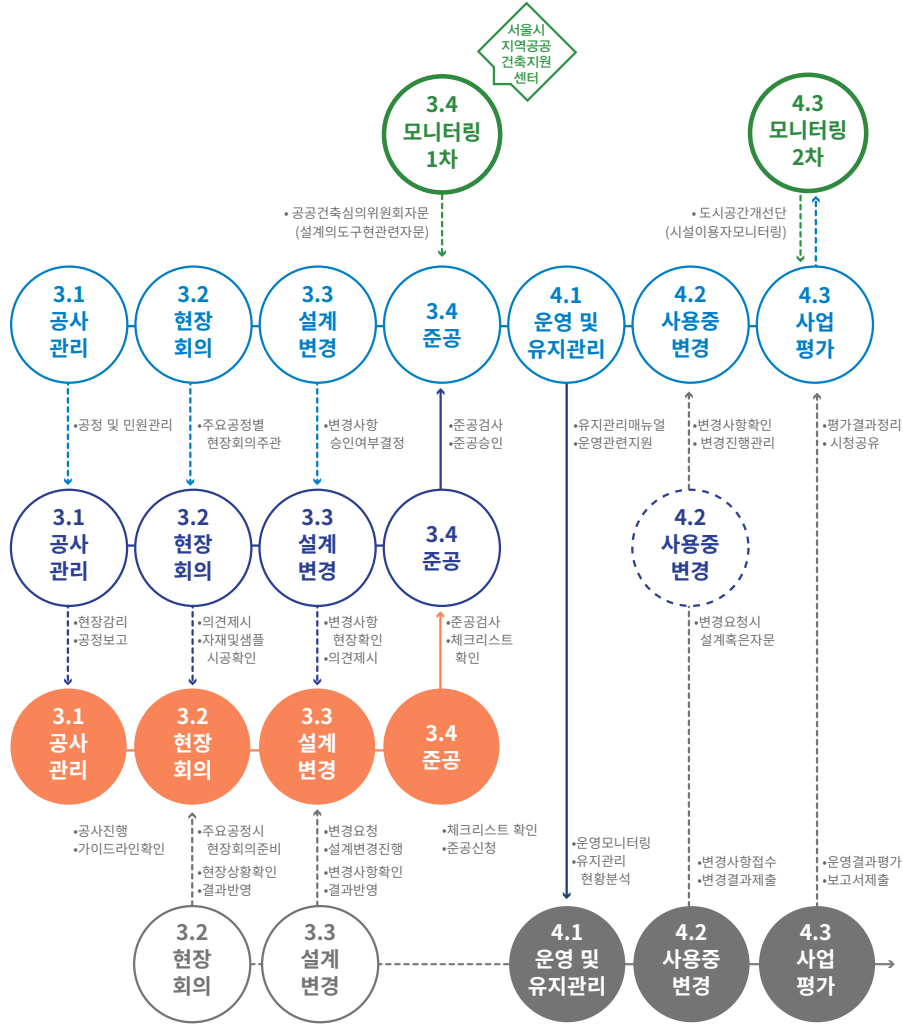 서울시
지역공공
건축지원
센터
3.4
모니터링
1차
4.3
모니터링
2차
• 공공건축심의위원회자문
(설계의도구현관련자문)
• 도시공간개선단
(시설이용자모니터링)
3.1
공사
관리
3.2
현장
회의
3.3
설계
변경
3.4
준공
4.1
운영 및
유지관리
4.2
사용중
변경
4.3
사업
평가
•공정 및 민원관리
•주요공정별
현장회의주관
•변경사항
승인여부결정
•준공검사
•준공승인
•유지관리매뉴얼
•운영관련지원
•변경사항확인
• 변경진행관리
•평가결과정리
• 시청공유
3.1
공사
관리
3.2
현장
회의
3.3
설계
변경
3.4
준공
4.2
사용중
변경
•현장감리
•공정보고
•의견제시
•자재및샘플
시공확인
•변경사항
현장확인
•의견제시
•준공검사
•체크리스트
확인
•변경요청시
설계혹은자문
3.1
공사
관리
3.2
현장
회의
3.3
설계
변경
3.4
준공
•공사진행
•가이드라인확인
•주요공정시
현장회의준비
•현장상황확인
•결과반영
•변경요청
•설계변경진행
•변경사항확인
•결과반영
•체크리스트 확인
•준공신청
•운영모니터링
•유지관리
현황분석
•변경사항접수
•변경결과제출
•운영결과평가
•보고서제출
3.2
현장
회의
3.3
설계
변경
4.1
운영 및
유지관리
4.2
사용중
변경
4.3
사업
평가